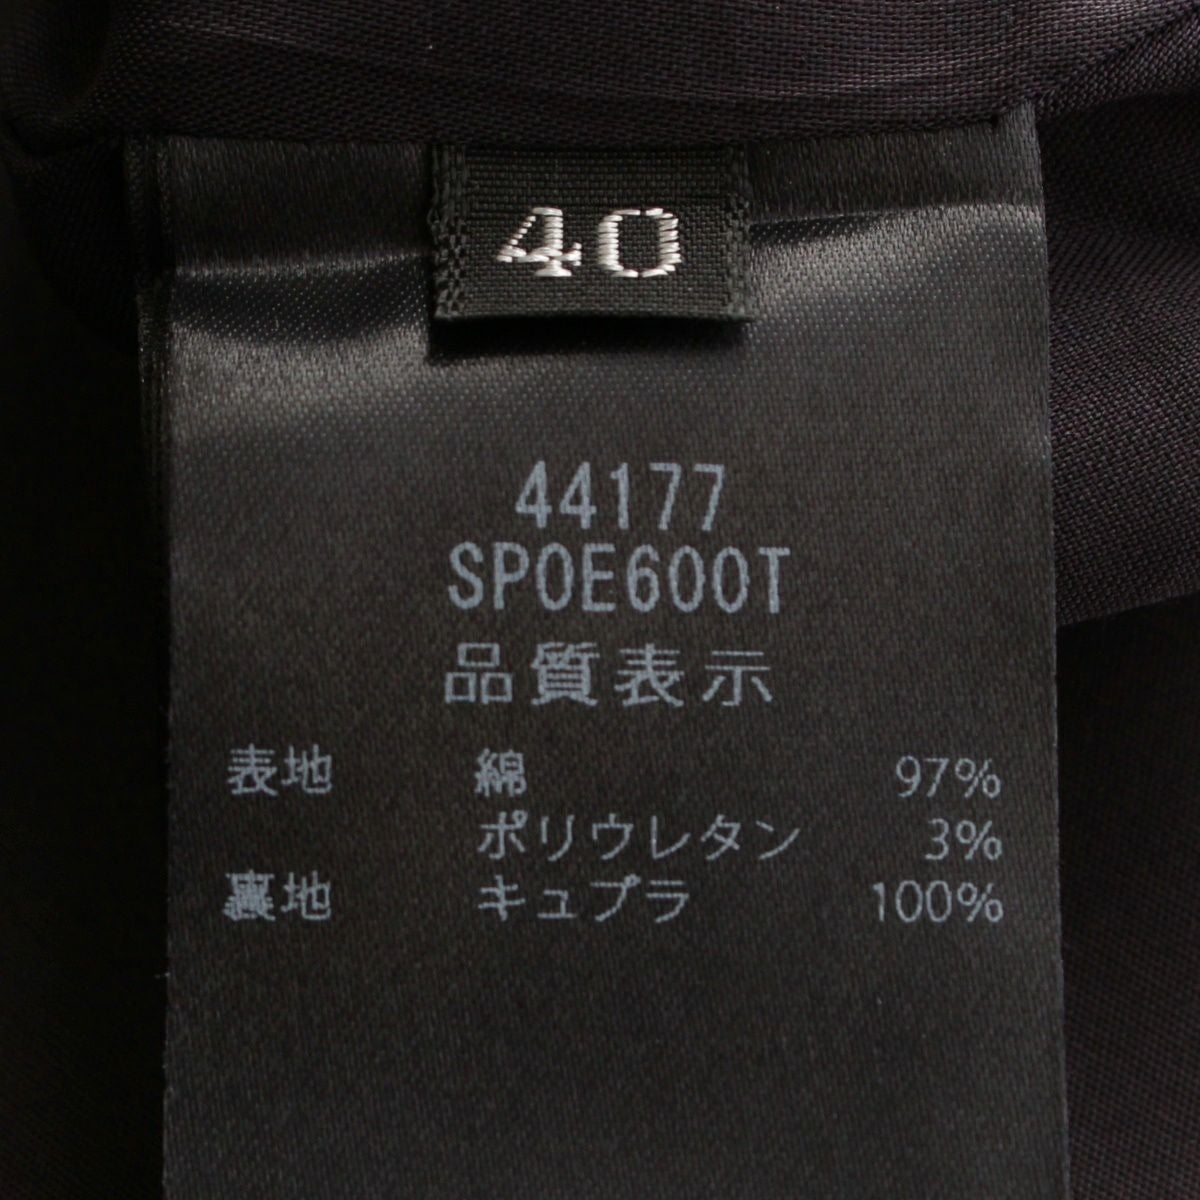 40
44177
SPOE600T
品質表示
表地 綿 97%
ポリウレタン 3%
裏地 キュプラ 100%